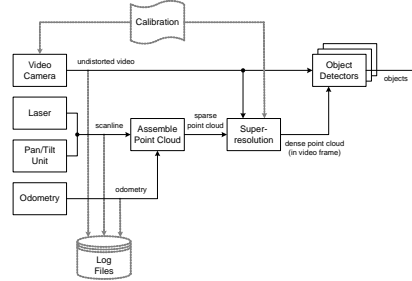 Calibration
Video
Camera
undistorted video
Object
Detectors
objects
Laser
scanline
Assemble
Point Cloud
sparse
point cloud
Super-
resolution
dense point cloud
(in video frame)
Pan/Tilt
Unit
Odometry
odometry
Log
Files